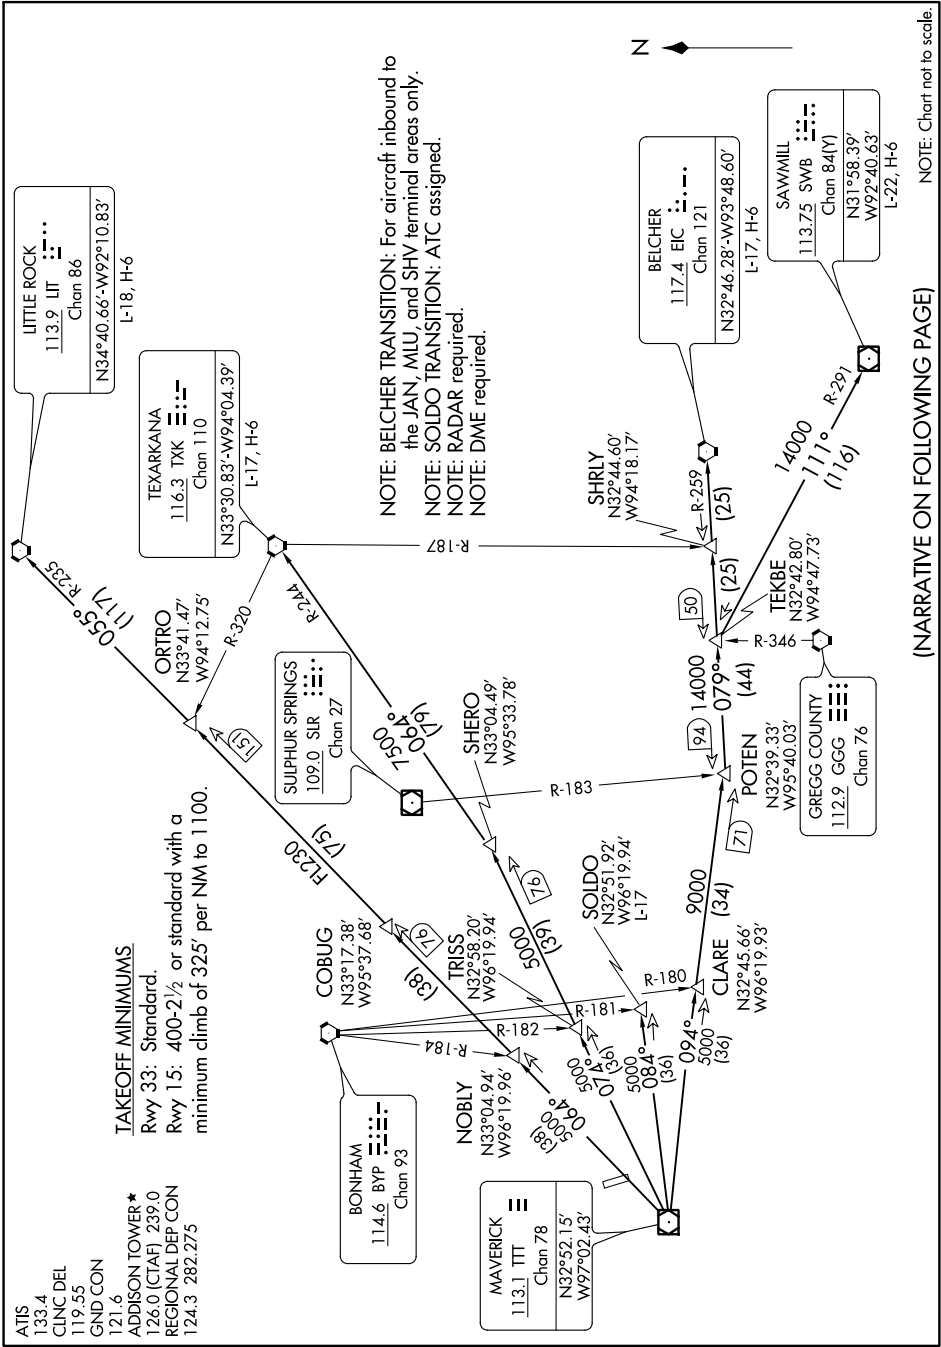 ATIS
133.4
CLNC DEL
119.55
GND CON
121.6
ADDISON TOWER★
126.0 (CTAF) 239.0
REGIONAL DEP CON
124.3 282.275
TAKEOFF MINIMUMS
Rwy 33: Standard.
Rwy 15: 400-2½ or standard with a
minimum climb of 325′ per NM to 1100.
LITTLE ROCK
113.9 LIT
Chan 86
N34°40.66′-W92°10.83′
L-18, H-6
R-235
055°
(117)
ORTRO
N33°41.47′
W94°12.75′
R-320
151
FL230
(75)
TEXARKANA
116.3 TXK
Chan 110
N33°30.83′-W94°04.39′
L-17, H-6
R-244
7500
064°
(79)
R-187
SULPHUR SPRINGS
109.0 SLR
Chan 27
R-183
SHERO
N33°04.49′
W95°33.78′
76
5000
(39)
COBUG
N33°17.38′
W95°37.68′
76
(38)
TRISS
N32°58.20′
W96°19.94′
SOLDO
N32°51.92′
W96°19.94′
L-17
BONHAM
114.6 BYP
Chan 93
R-184
R-182
R-181
R-180
NOBLY
N33°04.94′
W96°19.96′
064°
5000
(38)
5000
074°
(36)
5000
084°
(36)
094°
5000
(36)
MAVERICK
113.1 TTT
Chan 78
N32°52.15′
W97°02.43′
CLARE
N32°45.66′
W96°19.93′
9000
(34)
71
POTEN
N32°39.33′
W95°40.03′
94
14000
079°
(44)
GREGG COUNTY
112.9 GGG
Chan 76
R-346
TEKBE
N32°42.80′
W94°47.73′
50
(25)
SHRLY
N32°44.60′
W94°18.17′
R-259
(25)
BELCHER
117.4 EIC
Chan 121
N32°46.28′-W93°48.60′
L-17, H-6
14000
111°
(116)
R-291
SAWMILL
113.75 SWB
Chan 84(Y)
N31°58.39′
W92°40.63′
L-22, H-6
NOTE: BELCHER TRANSITION: For aircraft inbound to
the JAN, MLU, and SHV terminal areas only.
NOTE: SOLDO TRANSITION: ATC assigned.
NOTE: RADAR required.
NOTE: DME required.
N
(NARRATIVE ON FOLLOWING PAGE)
NOTE: Chart not to scale.